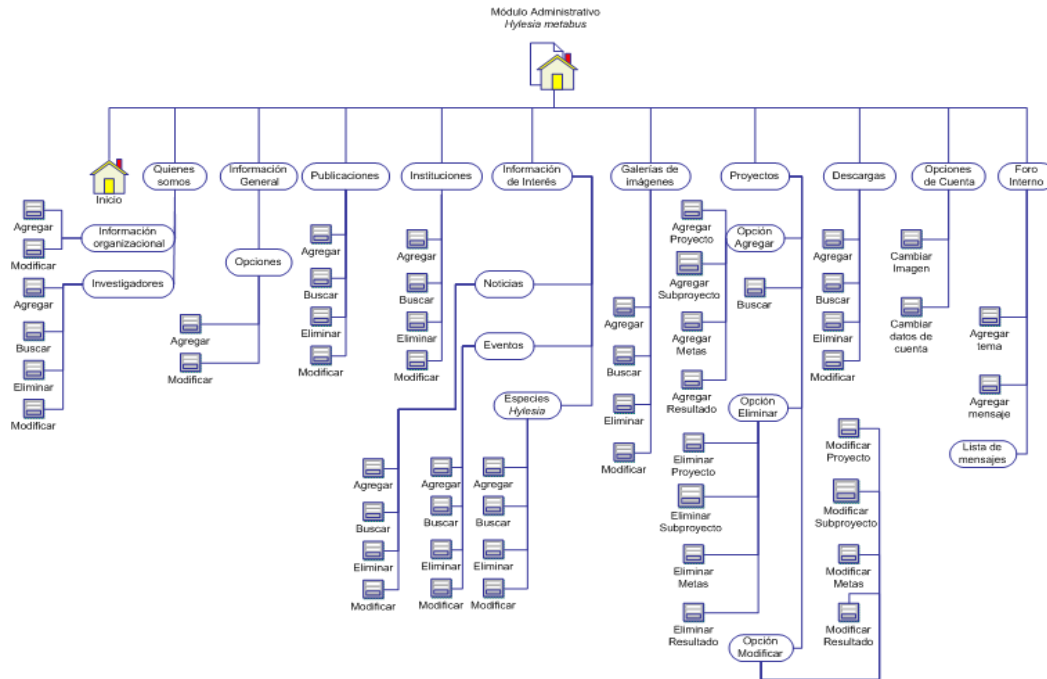 Módulo Administrativo
Hylesia metabus
Inicio
Quienes
somos
Información
General
Publicaciones
Instituciones
Información
de Interés
Galerías de
imágenes
Proyectos
Descargas
Opciones
de Cuenta
Foro
Interno
Agregar
Modificar
Información
organizacional
Agregar
Buscar
Eliminar
Modificar
Investigadores
Opciones
Agregar
Modificar
Agregar
Buscar
Eliminar
Modificar
Agregar
Buscar
Eliminar
Modificar
Noticias
Eventos
Especies
Hylesia
Agregar
Buscar
Eliminar
Modificar
Agregar
Buscar
Eliminar
Modificar
Agregar
Buscar
Eliminar
Modificar
Agregar
Buscar
Eliminar
Modificar
Opción
Agregar
Agregar
Proyecto
Agregar
Subproyecto
Agregar
Metas
Agregar
Resultado
Buscar
Opción
Eliminar
Eliminar
Proyecto
Eliminar
Subproyecto
Eliminar
Metas
Eliminar
Resultado
Opción
Modificar
Modificar
Proyecto
Modificar
Subproyecto
Modificar
Metas
Modificar
Resultado
Agregar
Buscar
Eliminar
Modificar
Cambiar
Imagen
Cambiar
datos de
cuenta
Agregar
tema
Agregar
mensaje
Lista de
mensajes